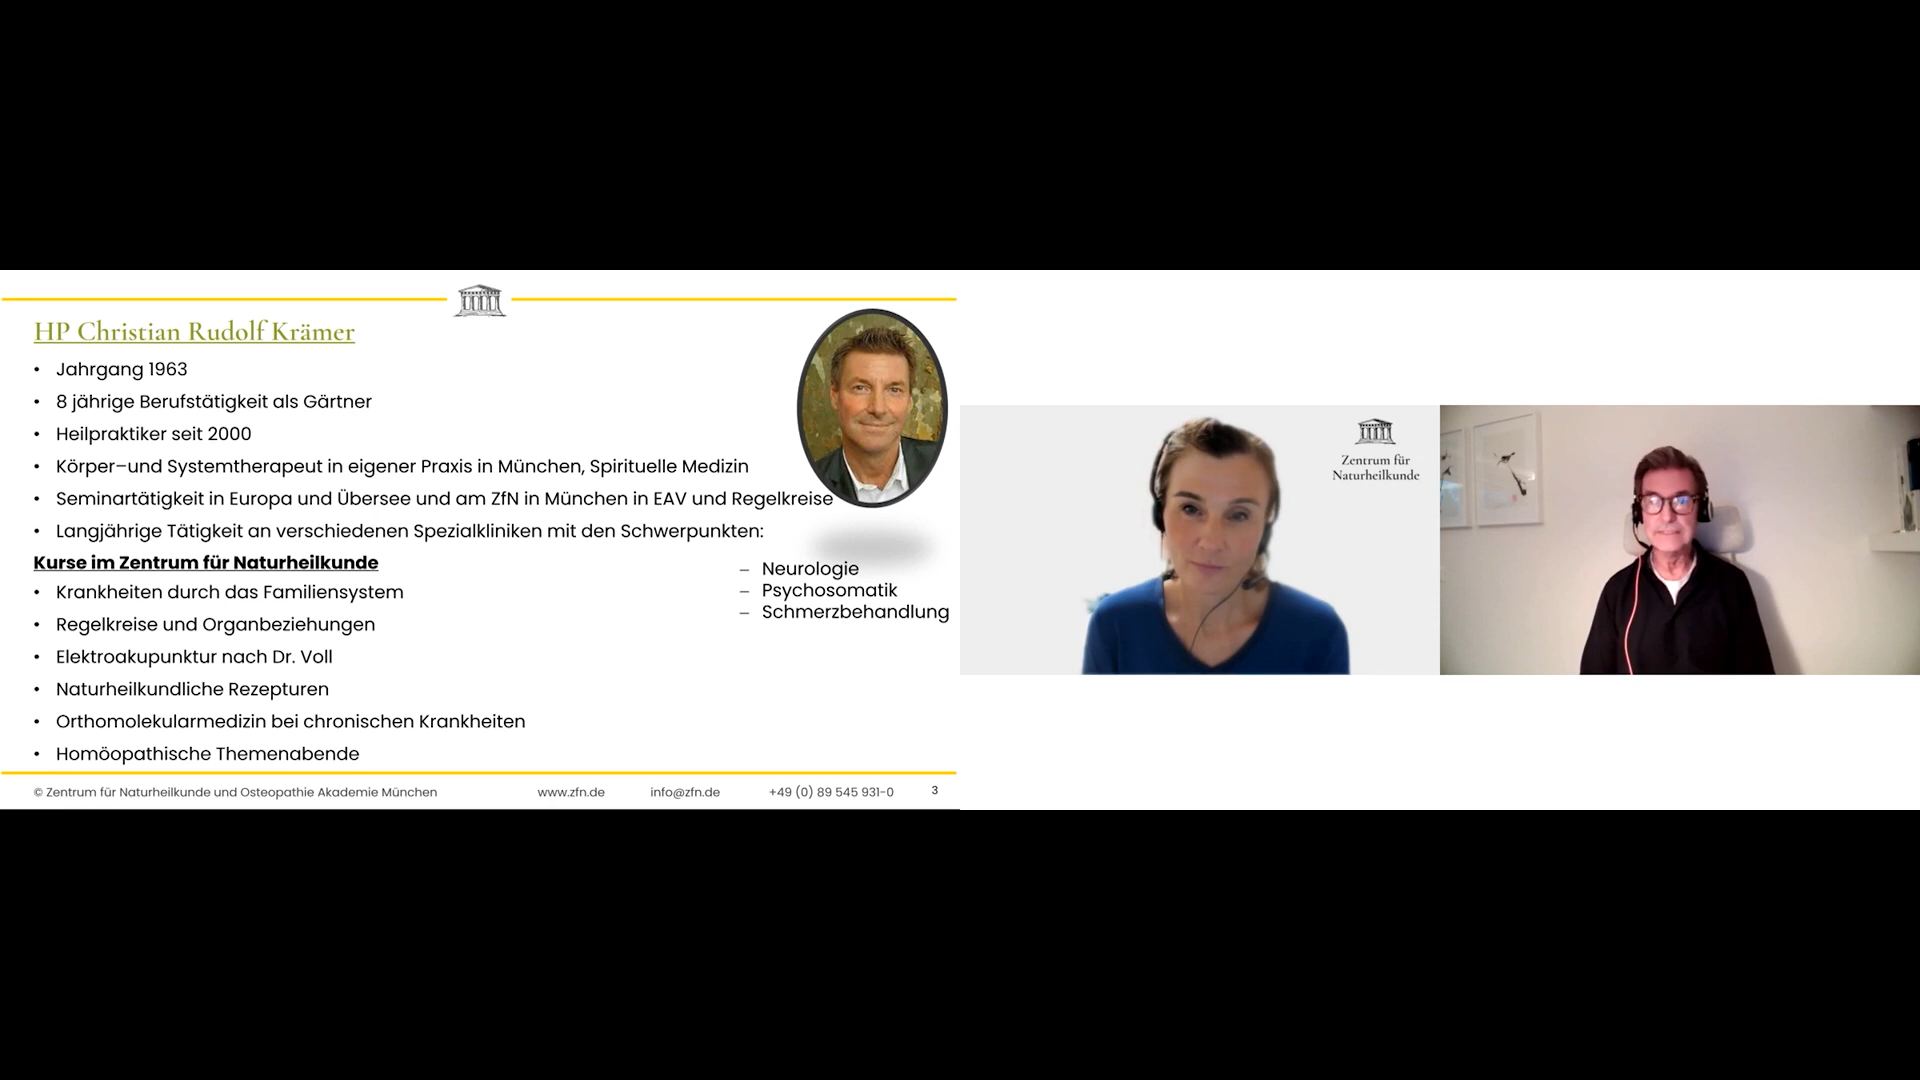 HP Christian Rudolf Krämer
• Jahrgang 1963
• 8 jährige Berufstätigkeit als Gärtner
• Heilpraktiker seit 2000
• Körper–und Systemtherapeut in eigener Praxis in München, Spirituelle Medizin
• Seminartätigkeit in Europa und Übersee und am ZfN in München in EAV und Regelkreise
• Langjährige Tätigkeit an verschiedenen Spezialkliniken mit den Schwerpunkten:
– Neurologie
– Psychosomatik
– Schmerzbehandlung
Kurse im Zentrum für Naturheilkunde
• Krankheiten durch das Familiensystem
• Regelkreise und Organbeziehungen
• Elektroakupunktur nach Dr. Voll
• Naturheilkundliche Rezepturen
• Orthomolekularmedizin bei chronischen Krankheiten
• Homöopathische Themenabende
© Zentrum für Naturheilkunde und Osteopathie Akademie München www.zfn.de info@zfn.de +49 (0) 89 545 931-0 3
Zentrum für
Naturheilkunde